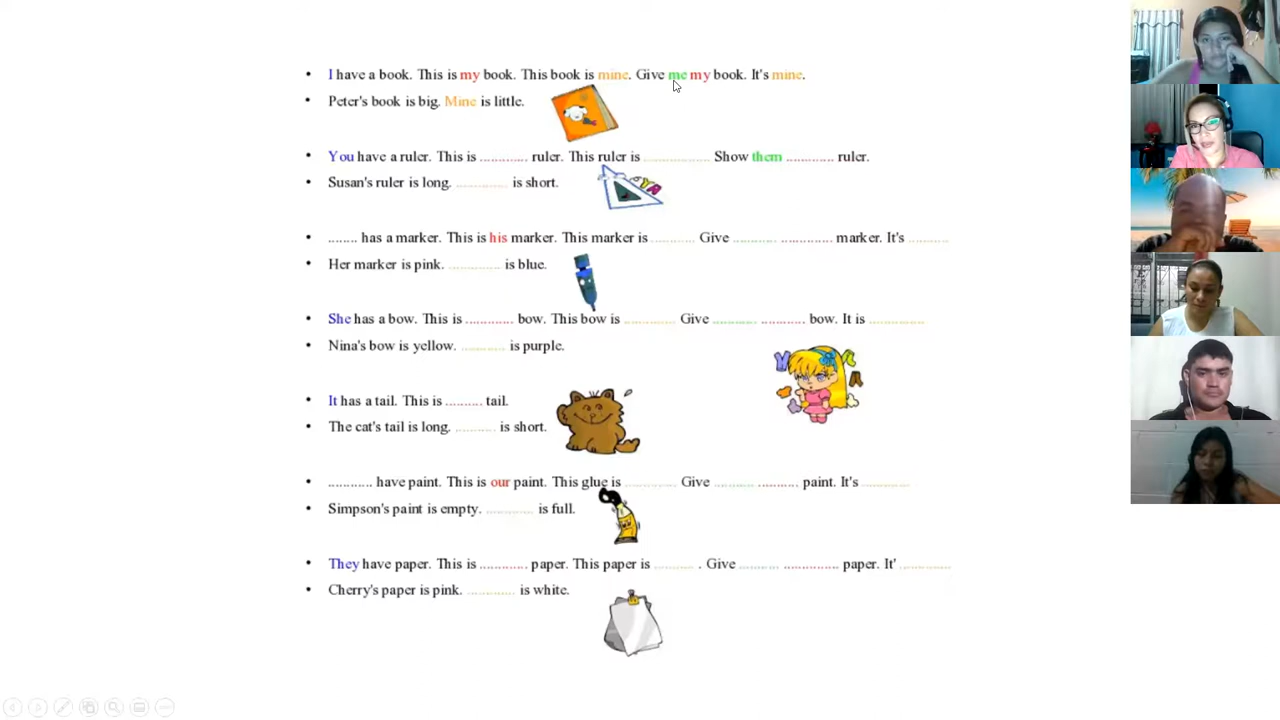 • I have a book. This is my book. This book is mine. Give me my book. It's mine.
• Peter's book is big. Mine is little.
• You have a ruler. This is ............ ruler. This ruler is ................ Show them ............ ruler.
• Susan's ruler is long. ............. is short.
• ........ has a marker. This is his marker. This marker is ........... Give ........... ............. marker. It's ..........
• Her marker is pink. ............. is blue.
• She has a bow. This is ............ bow. This bow is ............. Give ........... ........... bow. It is ..............
• Nina's bow is yellow. ........... is purple.
• It has a tail. This is .......... tail.
• The cat's tail is long. .......... is short.
• ............ have paint. This is our paint. This glue is ............. Give ........... .......... paint. It's ............
• Simpson's paint is empty. ............ is full.
• They have paper. This is ............ paper. This paper is .......... . Give .......... .............. paper. It' .............
• Cherry's paper is pink. ............ is white.